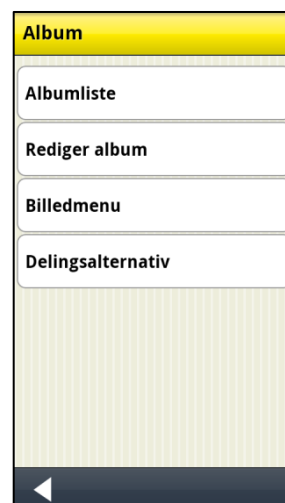 Album
Albumliste
Rediger album
Billedmenu
Delingsalternativ